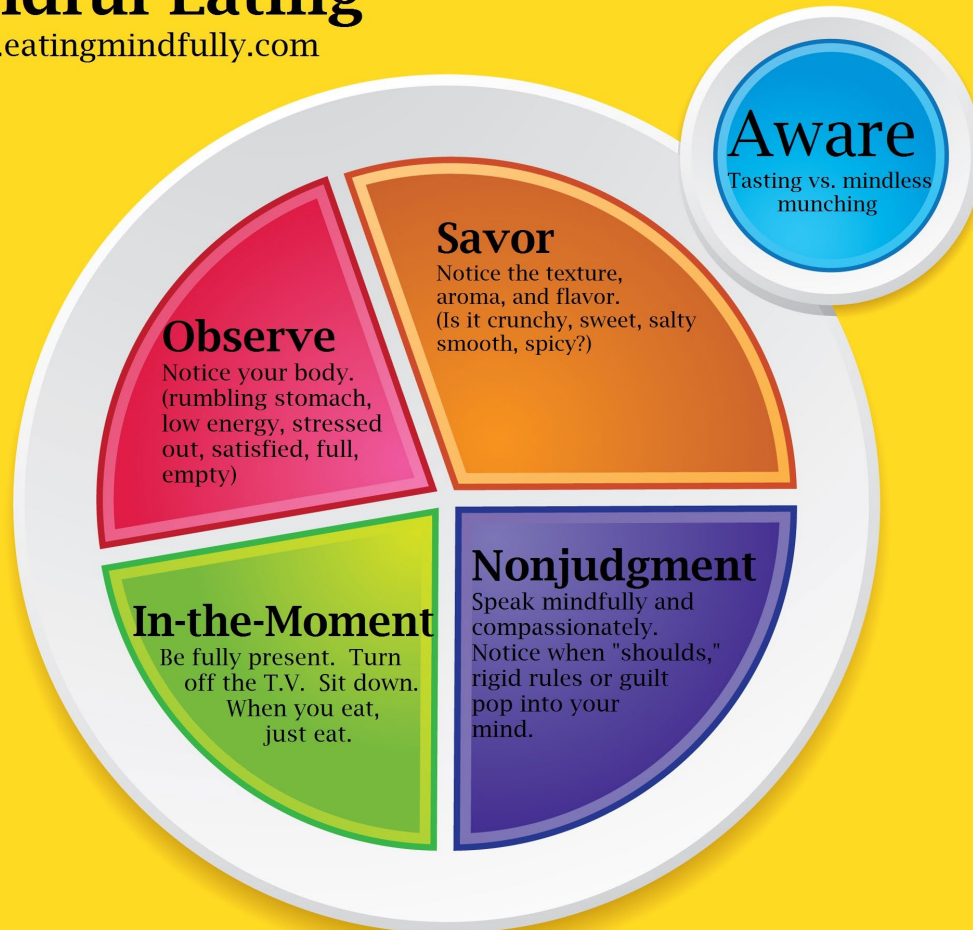 Eating
.eatingmindfully.com
Aware
Tasting vs. mindless
munching
Savor
Notice the texture,
aroma, and flavor.
(Is it crunchy, sweet, salty
smooth, spicy?)
Observe
Notice your body.
(rumbling stomach,
low energy, stressed
out, satisfied, full,
empty)
Nonjudgment
Speak mindfully and
compassionately.
Notice when "shoulds,"
rigid rules or guilt
pop into your
mind.
In-the-Moment
Be fully present.  Turn
off the T.V.  Sit down.
When you eat,
just eat.